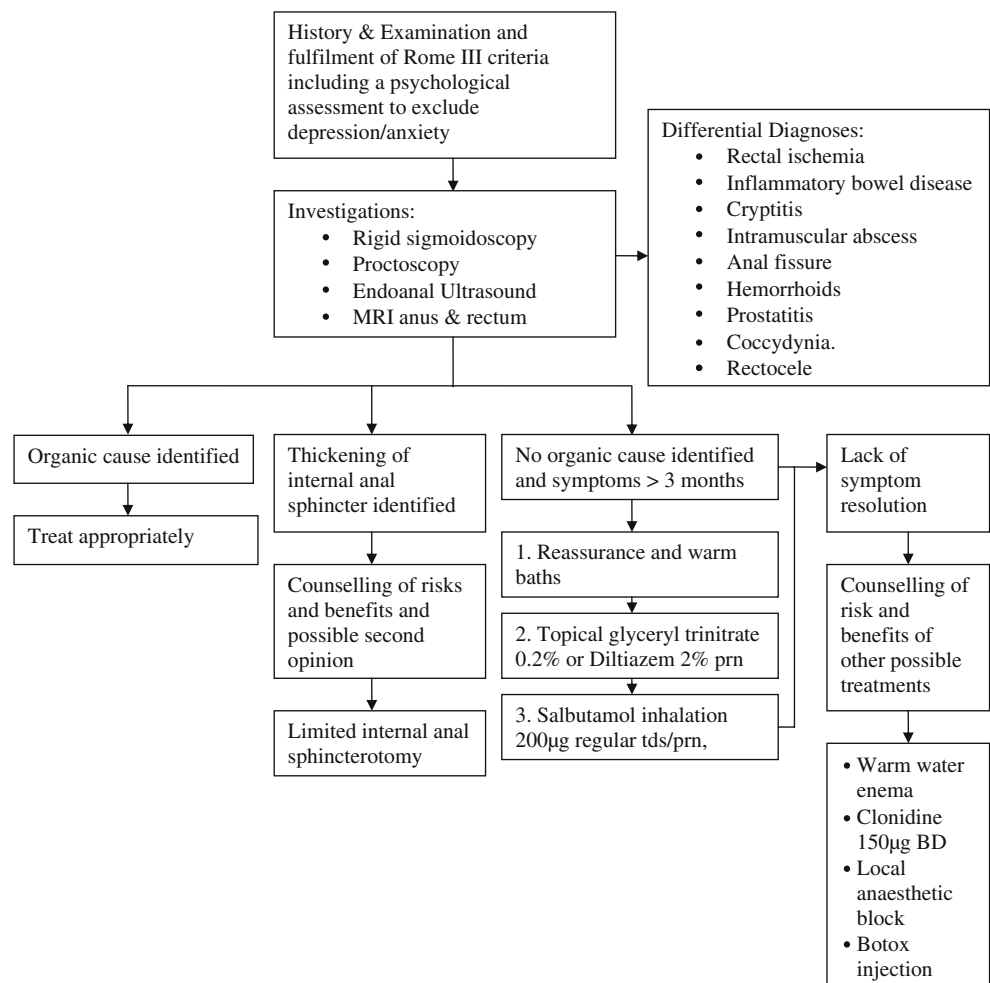 History & Examination and
fulfilment of Rome III criteria
including a psychological
assessment to exclude
depression/anxiety
Differential Diagnoses:
• Rectal ischemia
• Inflammatory bowel disease
• Cryptitis
• Intramuscular abscess
• Anal fissure
• Hemorrhoids
• Prostatitis
• Coccydynia.
• Rectocele
Investigations:
• Rigid sigmoidoscopy
• Proctoscopy
• Endoanal Ultrasound
• MRI anus & rectum
Organic cause identified
Treat appropriately
Thickening of
internal anal
sphincter identified
Counselling of risks
and benefits and
possible second
opinion
Limited internal anal
sphincterotomy
No organic cause identified
and symptoms > 3 months
1. Reassurance and warm
baths
2. Topical glyceryl trinitrate
0.2% or Diltiazem 2% prn
3. Salbutamol inhalation
200µg regular tds/prn,
Lack of
symptom
resolution
Counselling of
risk and
benefits of
other possible
treatments
• Warm water
enema
• Clonidine
150µg BD
• Local
anaesthetic
block
• Botox
injection